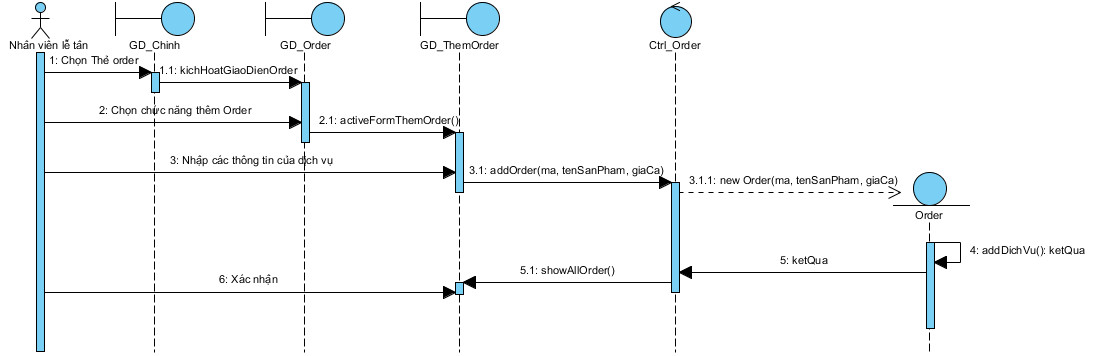 Nhân viên lễ tân
GD_Chinh
GD_Order
GD_ThemOrder
Ctrl_Order
1: Chọn Thẻ order
1.1: kichHoatGiaoDienOrder
2: Chọn chức năng thêm Order
2.1: activeFormThemOrder()
3: Nhập các thông tin của dịch vụ
3.1: addOrder(ma, tenSanPham, giaCa)
3.1.1: new Order(ma, tenSanPham, giaCa)
Order
4: addDichVu(): ketQua
5: ketQua
5.1: showAllOrder()
6: Xác nhận